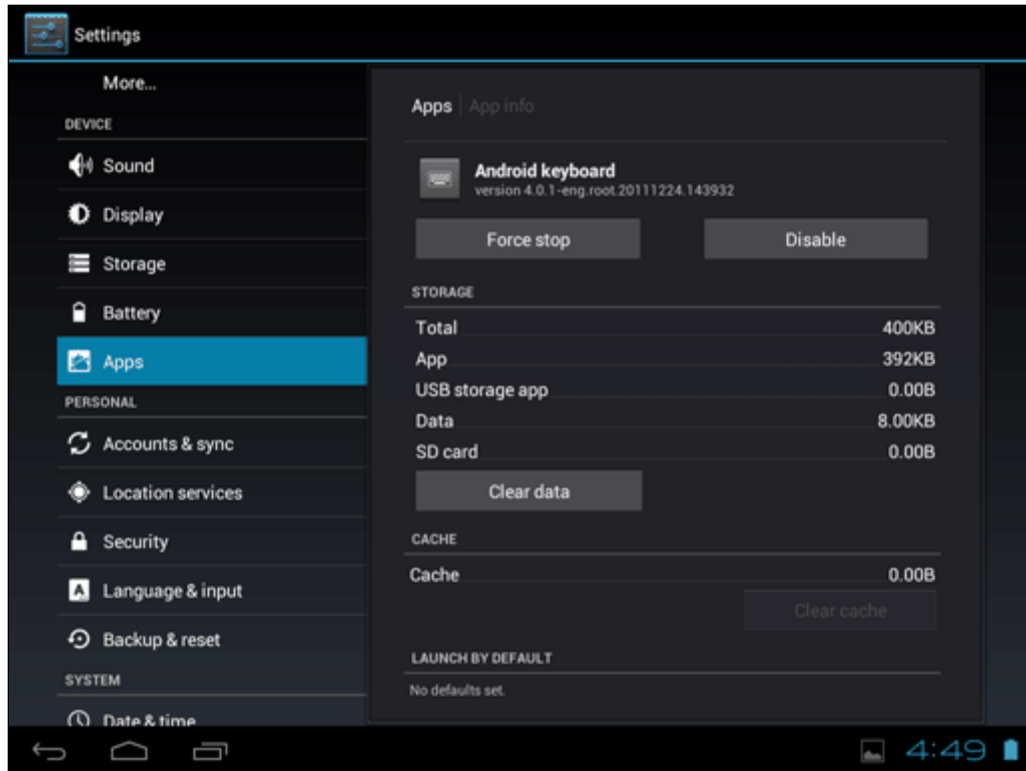 Settings
More...
DEVICE
Sound
Display
Storage
Battery
Apps
PERSONAL
Accounts & sync
Location services
Security
Language & input
Backup & reset
SYSTEM
Date & time
Apps App info
Android keyboard
version 4.0.1-eng.root.20111224.143932
Force stop Disable
STORAGE
Total 400KB
App 392KB
USB storage app 0.00B
Data 8.00KB
SD card 0.00B
Clear data
CACHE
Cache 0.00B
Clear cache
LAUNCH BY DEFAULT
No defaults set.
4:49